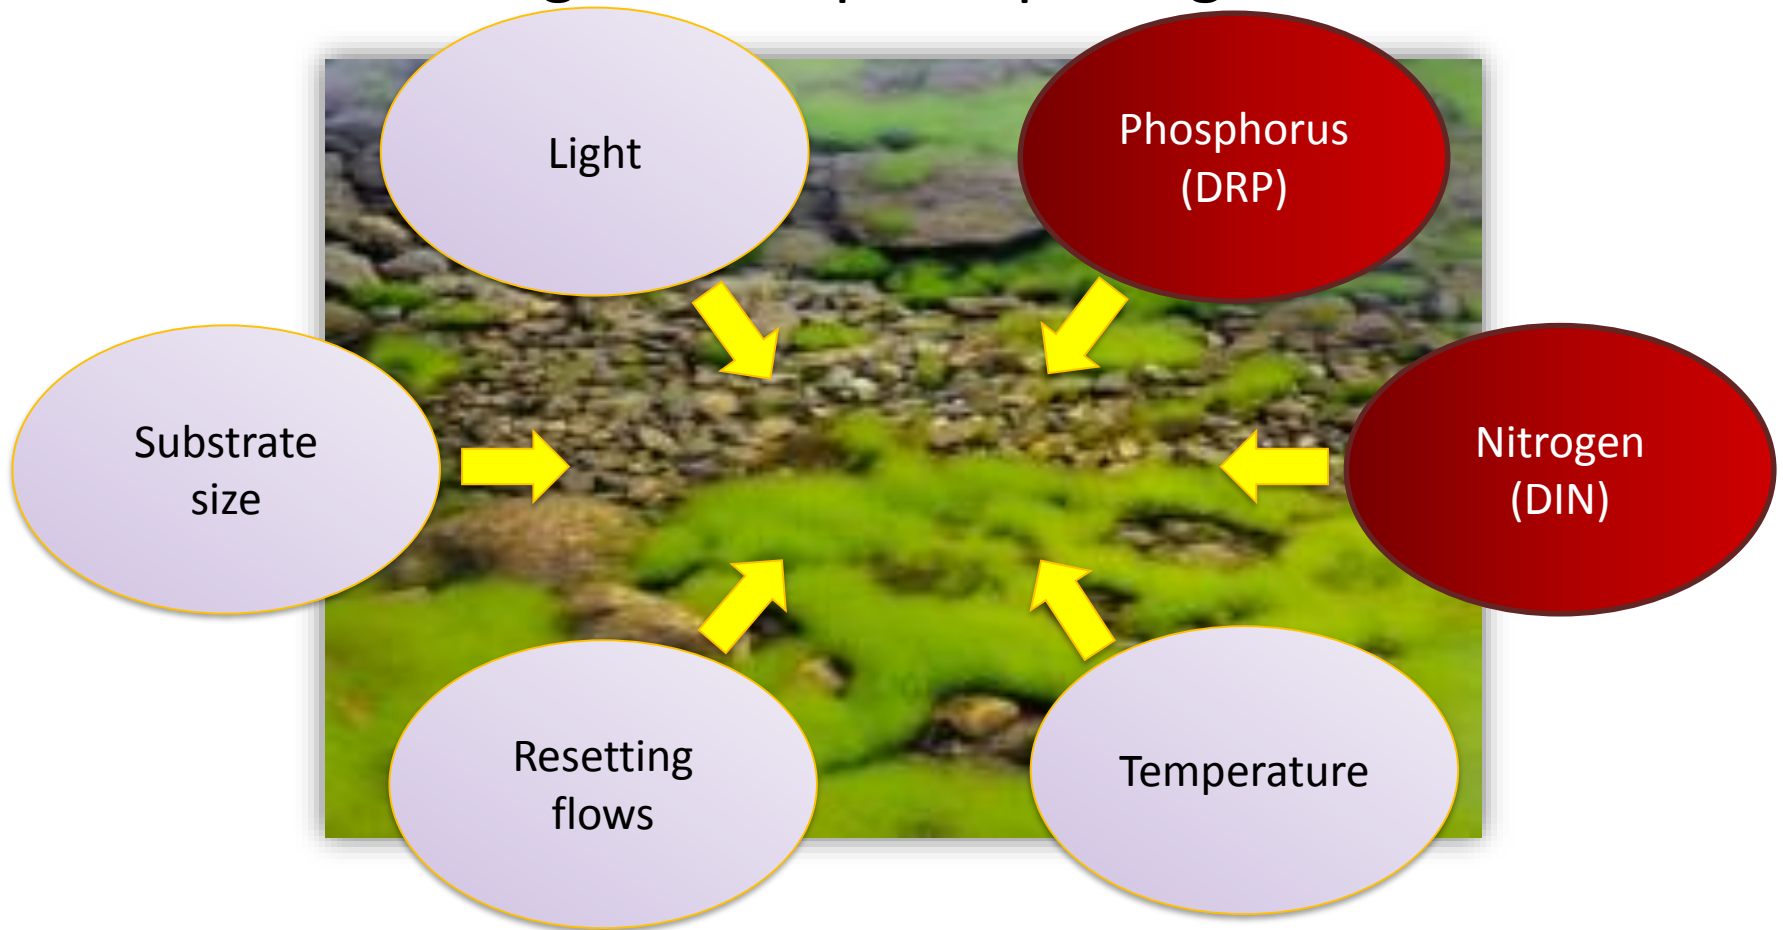 Light
Phosphorus
(DRP)
Substrate
size
Nitrogen
(DIN)
Resetting
flows
Temperature